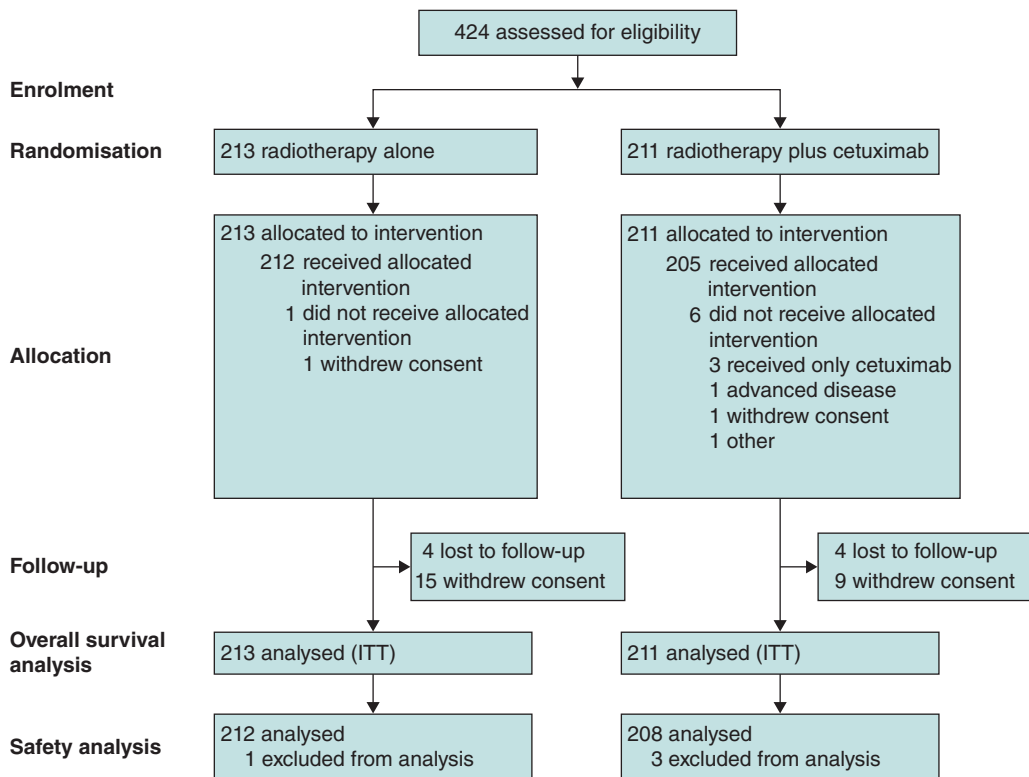 424 assessed for eligibility
Enrolment
Randomisation
213 radiotherapy alone
211 radiotherapy plus cetuximab
Allocation
213 allocated to intervention
212 received allocated
intervention
1 did not receive allocated
intervention
1 withdrew consent
211 allocated to intervention
205 received allocated
intervention
6 did not receive allocated
intervention
3 received only cetuximab
1 advanced disease
1 withdrew consent
1 other
Follow-up
4 lost to follow-up
15 withdrew consent
4 lost to follow-up
9 withdrew consent
Overall survival
analysis
213 analysed (ITT)
211 analysed (ITT)
Safety analysis
212 analysed
1 excluded from analysis
208 analysed
3 excluded from analysis